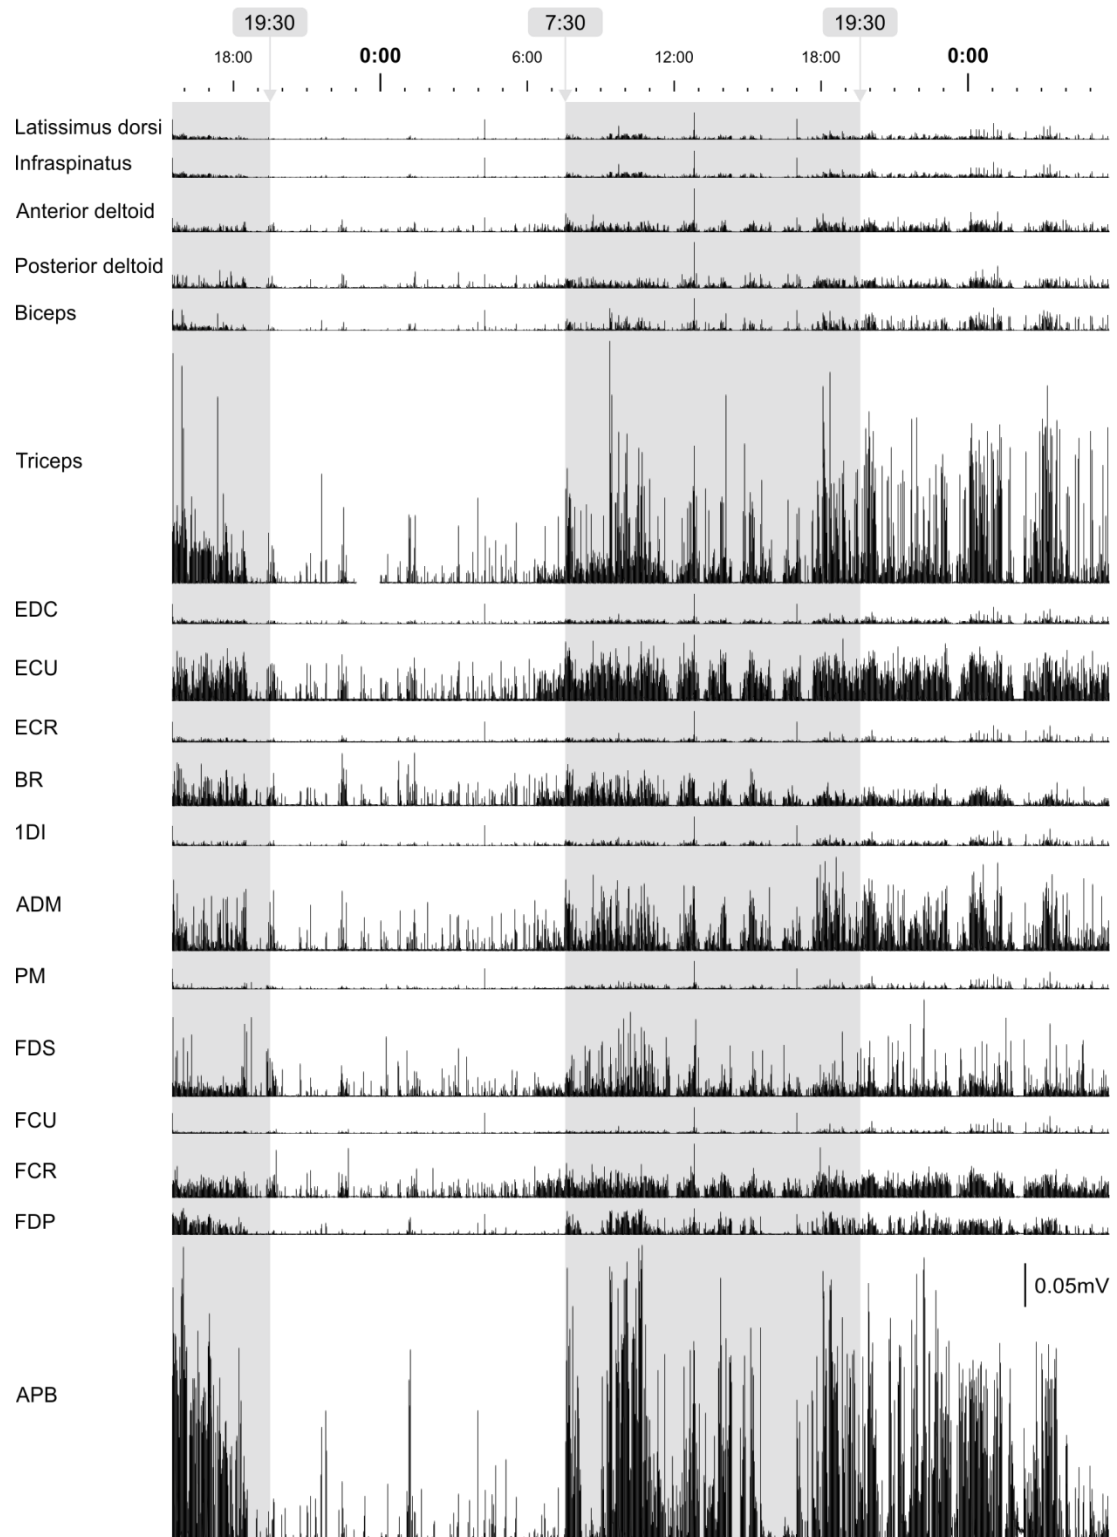 19:30 7:30 19:30
18:00 0:00 6:00 12:00 18:00 0:00
Latissimus dorsi
Infraspinatus
Anterior deltoid
Posterior deltoid
Biceps
Triceps
EDC
ECU
ECR
BR
1DI
ADM
PM
FDS
FCU
FCR
FDP
0.05mV
APB